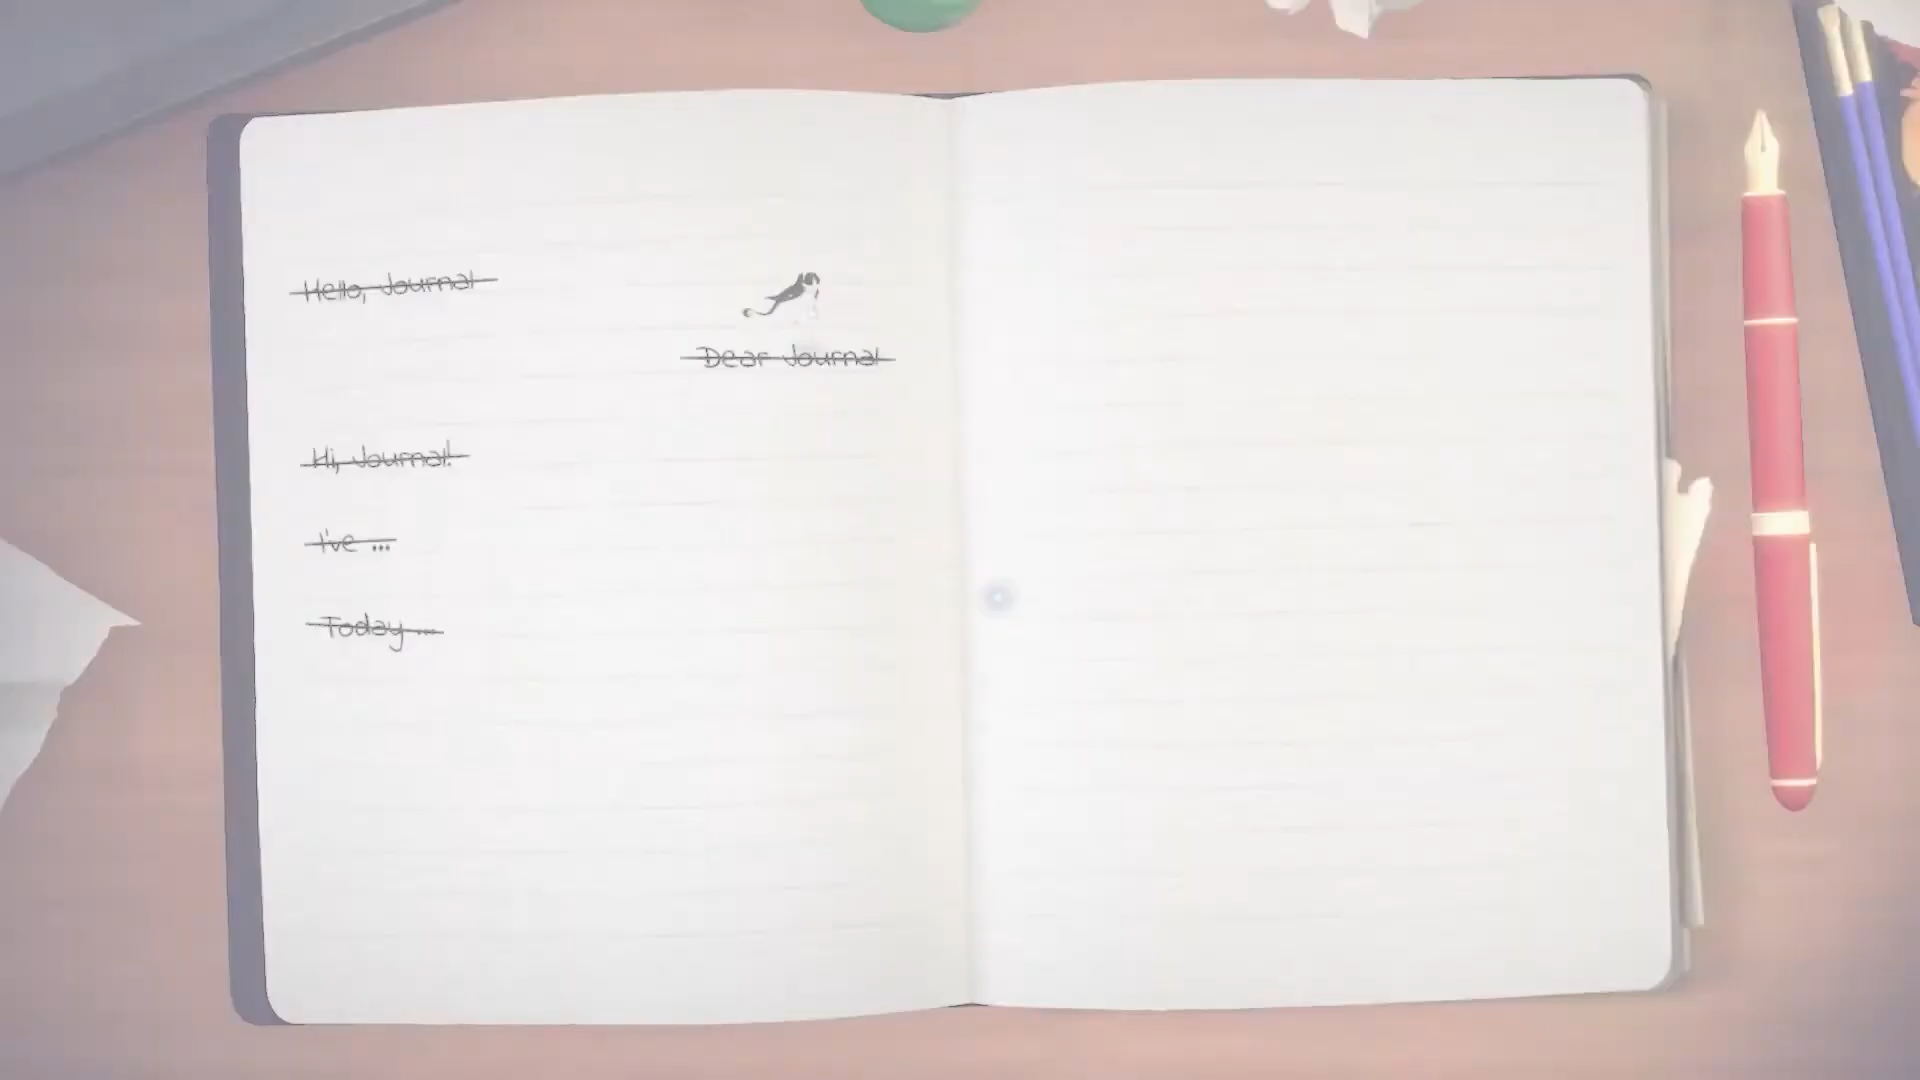 Hello, Journal
Dear Journal
Hi, Journal!
I've ...
Today ...